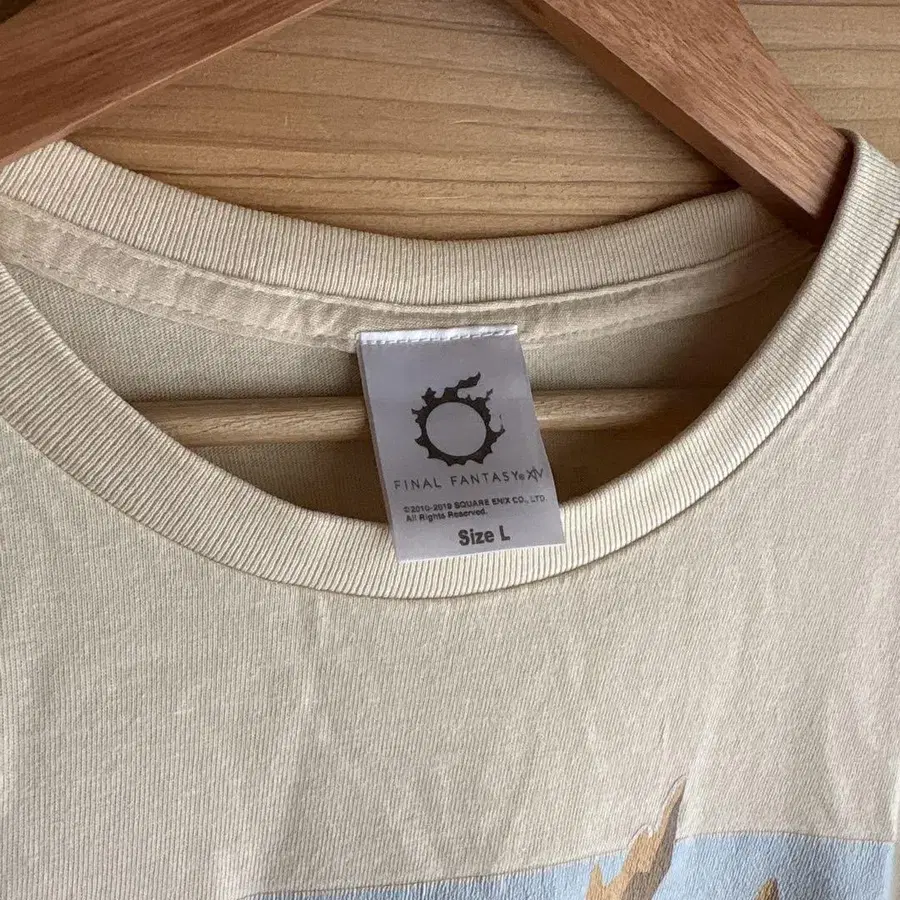 FINAL FANTASY® XIV
©2010-2019 SQUARE ENIX CO., LTD.
All Rights Reserved.
Size L